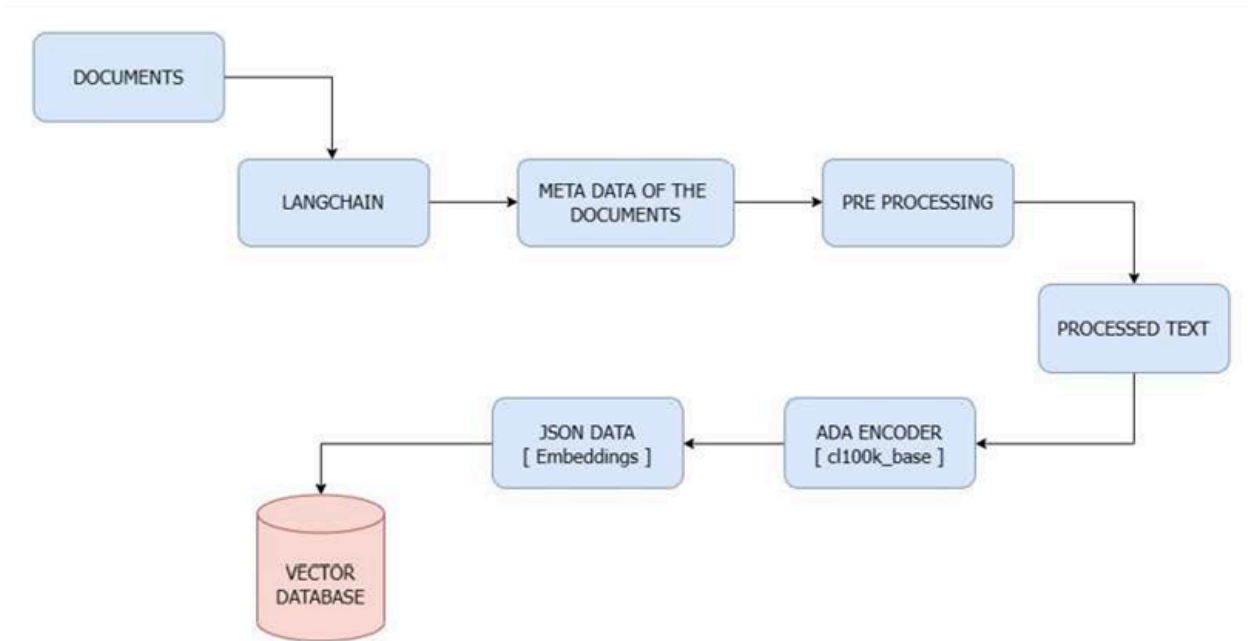 DOCUMENTS
LANGCHAIN
META DATA OF THE
DOCUMENTS
PRE PROCESSING
PROCESSED TEXT
ADA ENCODER
[ cl100k_base ]
JSON DATA
[ Embeddings ]
VECTOR
DATABASE